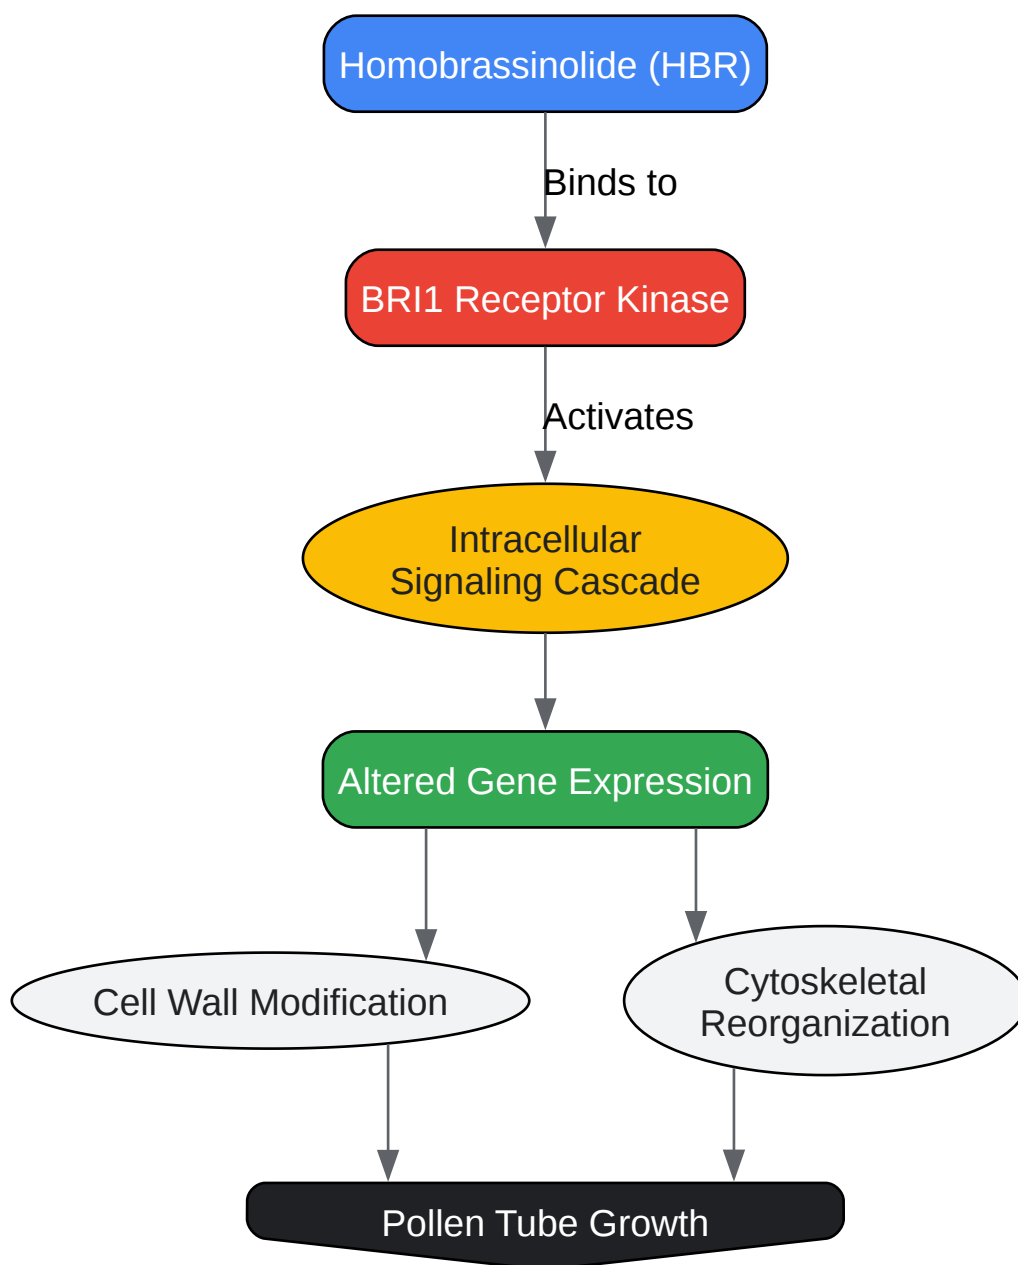 Homobrassinolide (HBR)
Binds to
BRI1 Receptor Kinase
Activates
Intracellular
Signaling Cascade
Altered Gene Expression
Cell Wall Modification
Cytoskeletal
Reorganization
Pollen Tube Growth